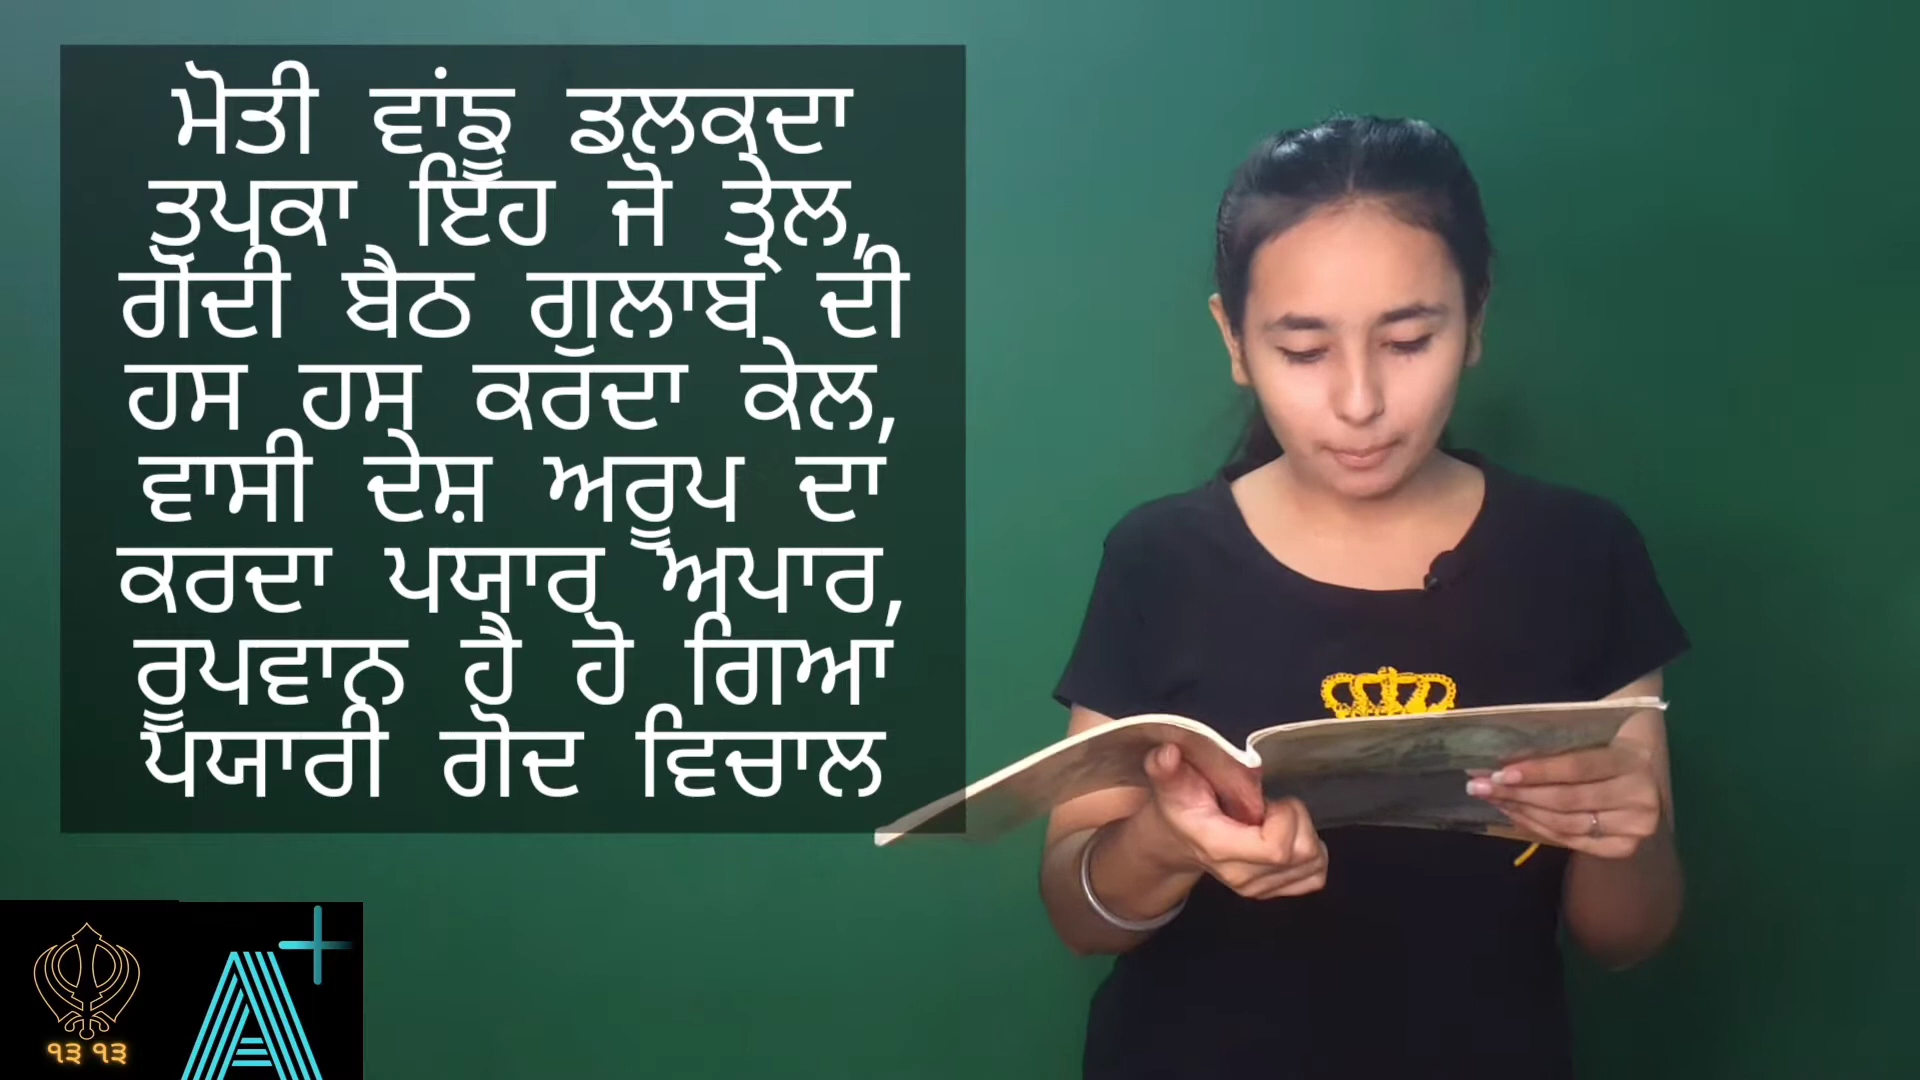 ਮੋਤੀ ਵਾਂਙੂ ਡਲਕਦਾ
ਤੁਪਕਾ ਇਹ ਜੋ ਤ੍ਰੇਲ,
ਗੋਦੀ ਬੈਠ ਗੁਲਾਬ ਦੀ
ਹਸ ਹਸ ਕਰਦਾ ਕੇਲ,
ਵਾਸੀ ਦੇਸ਼ ਅਰੂਪ ਦਾ
ਕਰਦਾ ਪਯਾਰ ਅਪਾਰ,
ਰੂਪਵਾਨ ਹੈ ਹੋ ਗਿਆ
ਪਯਾਰੀ ਗੋਦ ਵਿਚਾਲ
੧੩ ੧੩
A+